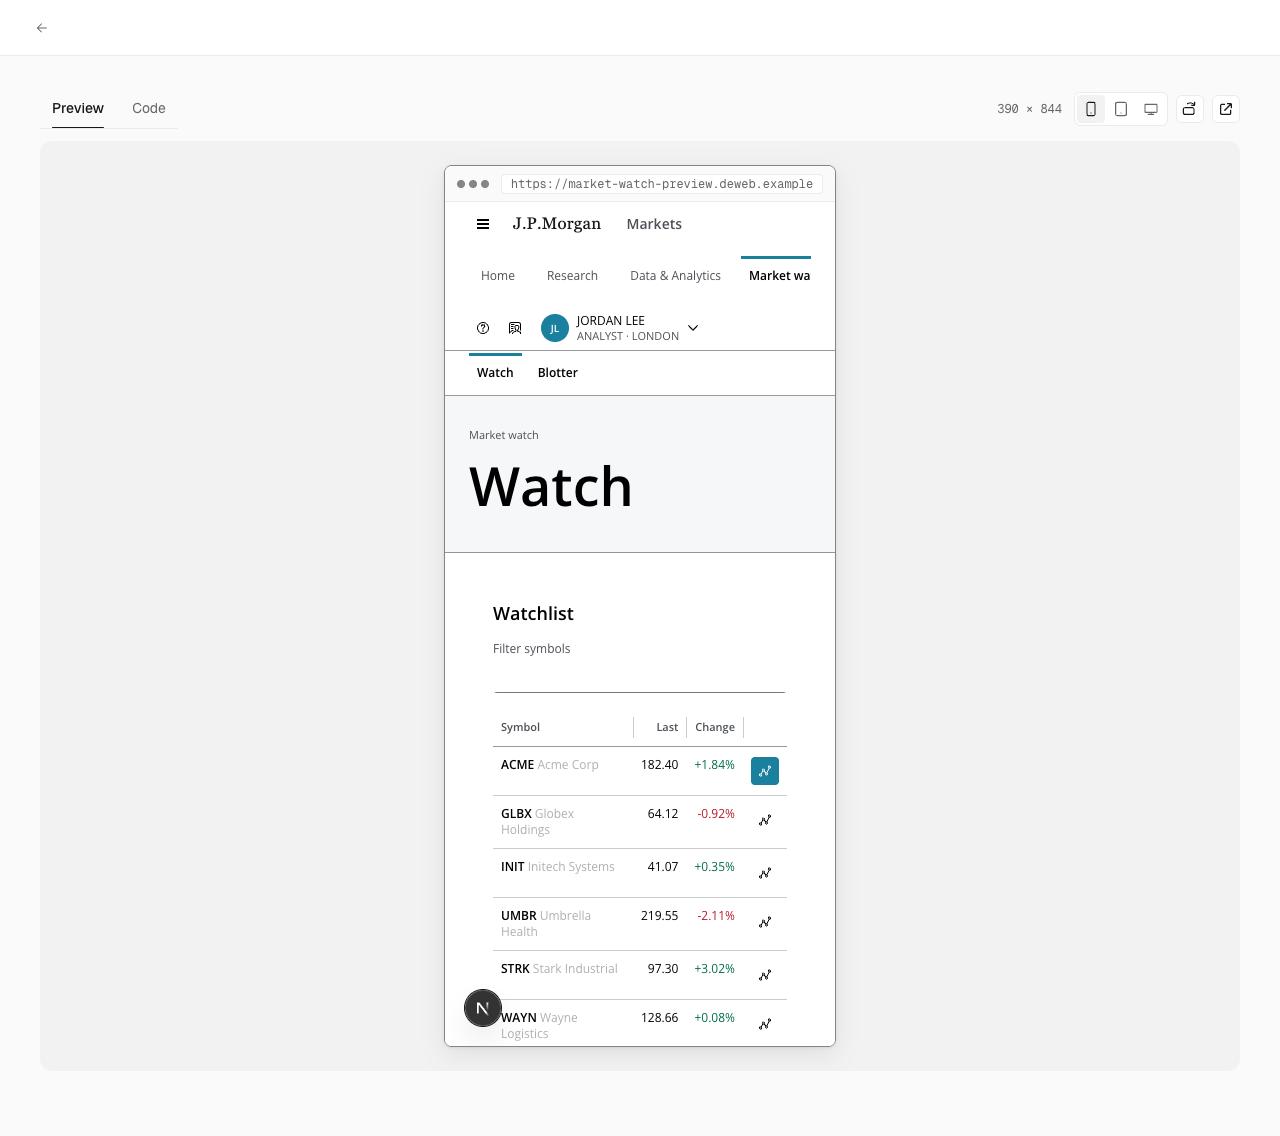 Preview Code
390 × 844
https://market-watch-preview.deweb.example
J.P.Morgan Markets
Home Research Data & Analytics Market wa
JL
JORDAN LEE
ANALYST · LONDON
Watch Blotter
Market watch
Watch
Watchlist
Filter symbols
Symbol Last Change
ACME Acme Corp 182.40 +1.84%
GLBX Globex 64.12 -0.92%
Holdings
INIT Initech Systems 41.07 +0.35%
UMBR Umbrella 219.55 -2.11%
Health
STRK Stark Industrial 97.30 +3.02%
N
WAYN Wayne 128.66 +0.08%
Logistics